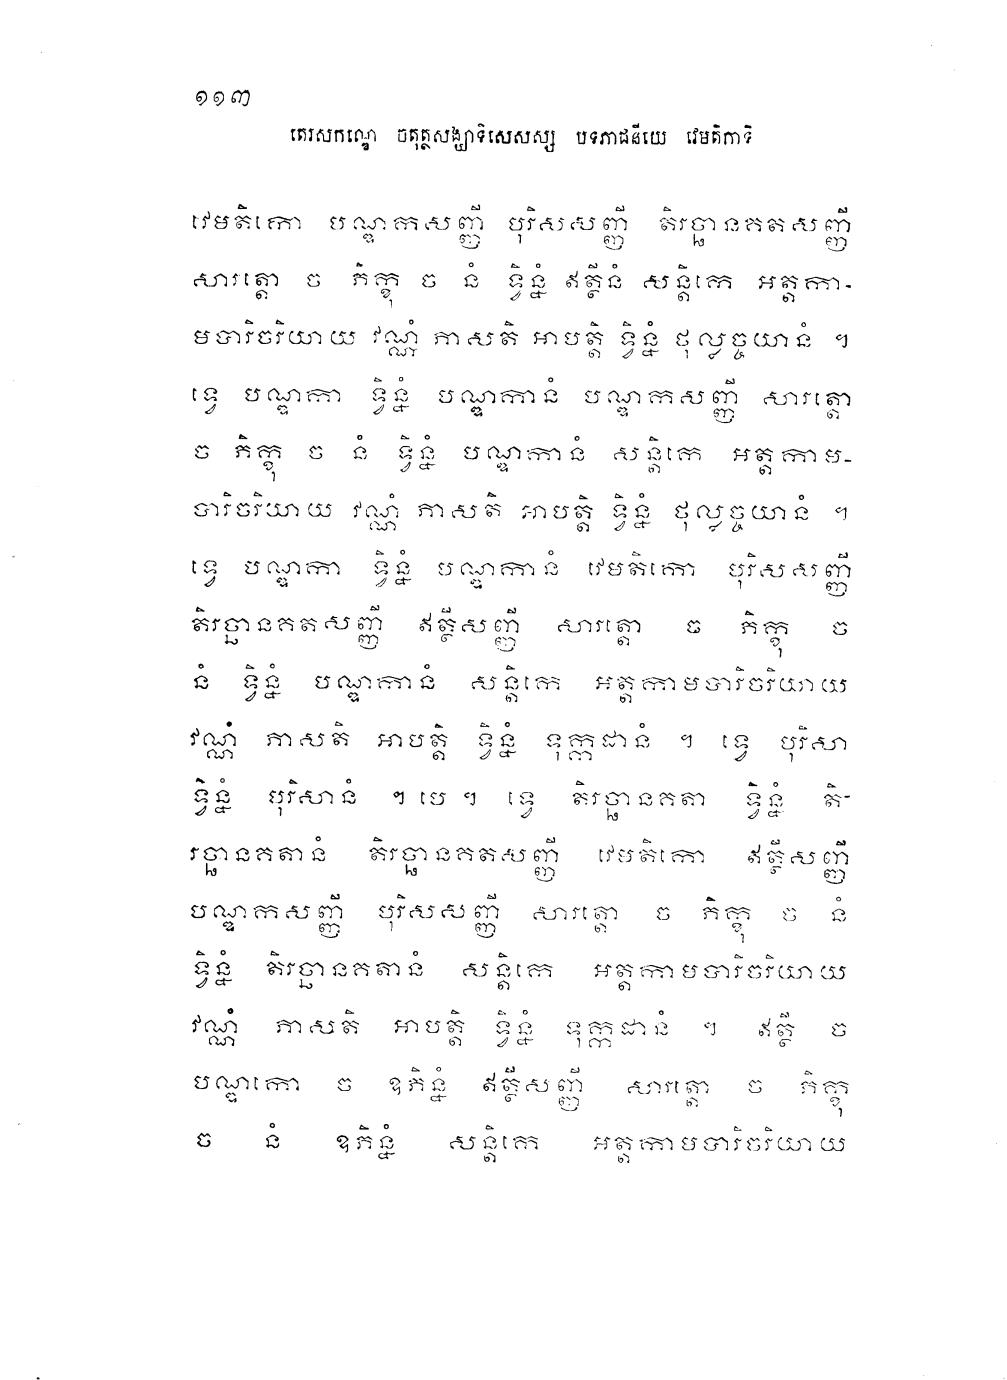 ១១៣
តេរសកណ្ឌេ ចតុត្ថសង្ឃាទិសេសស្ស បទភាជនីយេ វេមតិកាទិ
វេមតិកោ បណ្ឌកសញ្ញី បុរិសសញ្ញី តិរច្ឆានគតសញ្ញី
សារត្តោ ច ភិក្ខុ ច នំ ទ្វិន្នំ ឥត្ថីនំ សន្តិកេ អត្តកា-
មបារិចរិយាយ វណ្ណំ ភាសតិ អាបត្តិ ទ្វិន្នំ ថុល្លច្ចយានំ ។
ទ្វេ បណ្ឌកា ទ្វិន្នំ បណ្ឌកានំ បណ្ឌកសញ្ញី សារត្តោ
ច ភិក្ខុ ច នំ ទ្វិន្នំ បណ្ឌកានំ សន្តិកេ អត្តកាម-
បារិចរិយាយ វណ្ណំ ភាសតិ អាបត្តិ ទ្វិន្នំ ថុល្លច្ចយានំ ។
ទ្វេ បណ្ឌកា ទ្វិន្នំ បណ្ឌកានំ វេមតិកោ បុរិសសញ្ញី
តិរច្ឆានគតសញ្ញី ឥត្ថីសញ្ញី សារត្តោ ច ភិក្ខុ ច
នំ ទ្វិន្នំ បណ្ឌកានំ សន្តិកេ អត្តកាមបារិចរិយាយ
វណ្ណំ ភាសតិ អាបត្តិ ទ្វិន្នំ ទុក្កដានំ ។ ទ្វេ បុរិសា
ទ្វិន្នំ បុរិសានំ ។ បេ ។ ទ្វេ តិរច្ឆានគតា ទ្វិន្នំ តិ-
រច្ឆានគតានំ តិរច្ឆានគតសញ្ញី វេមតិកោ ឥត្ថីសញ្ញី
បណ្ឌកសញ្ញី បុរិសសញ្ញី សារត្តោ ច ភិក្ខុ ច នំ
ទ្វិន្នំ តិរច្ឆានគតានំ សន្តិកេ អត្តកាមបារិចរិយាយ
វណ្ណំ ភាសតិ អាបត្តិ ទ្វិន្នំ ទុក្កដានំ ។ ឥត្ថី ច
បណ្ឌកោ ច ឧភិន្នំ ឥត្ថីសញ្ញី សារត្តោ ច ភិក្ខុ
ច នំ ឧភិន្នំ សន្តិកេ អត្តកាមបារិចរិយាយ